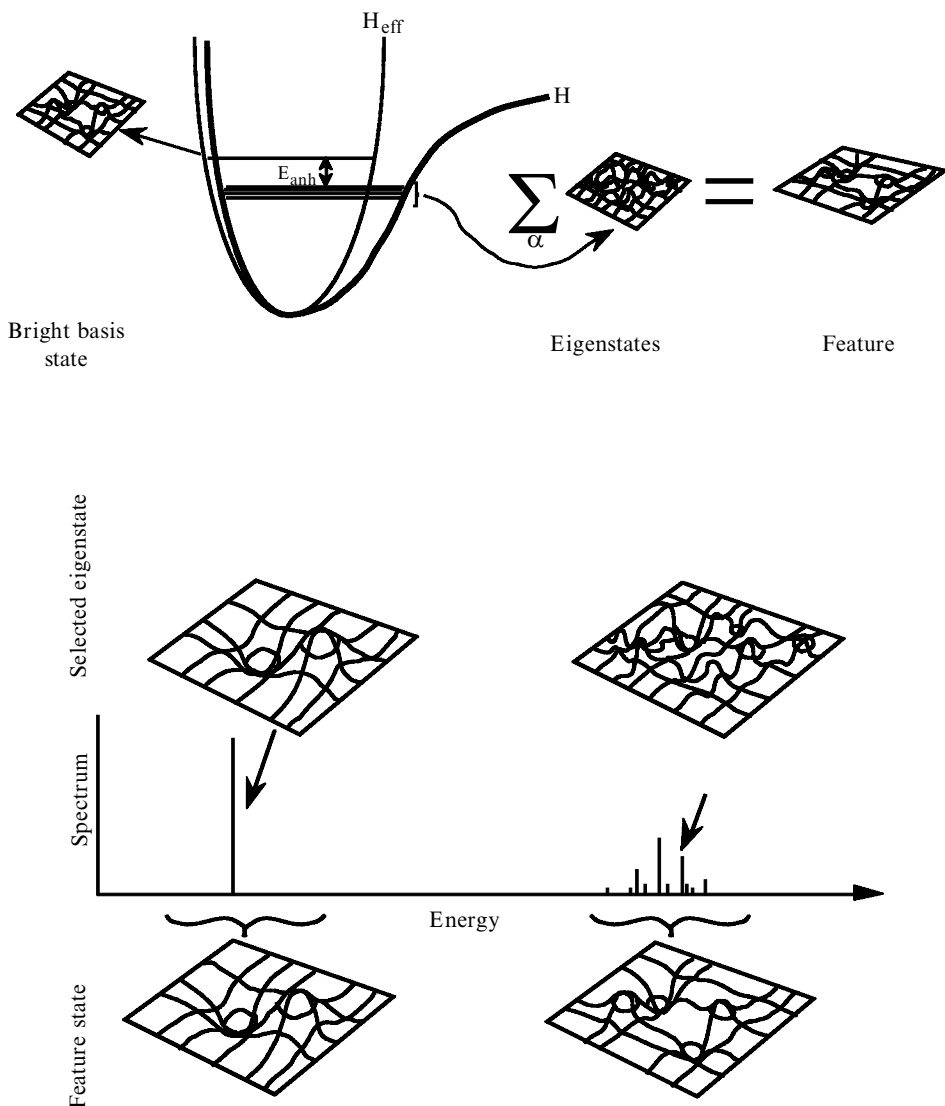 H_eff
H
E_anh
Σ
α
=
Bright basis
state
Eigenstates
Feature
Selected eigenstate
Spectrum
Energy
Feature state